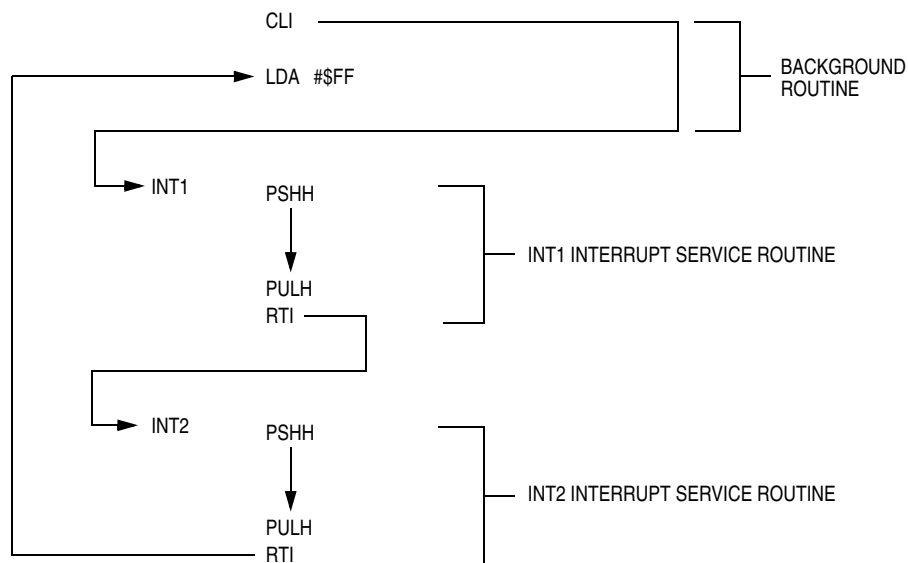 CLI
LDA #$FF
BACKGROUND
ROUTINE
INT1
PSHH
INT1 INTERRUPT SERVICE ROUTINE
PULH
RTI
INT2
PSHH
INT2 INTERRUPT SERVICE ROUTINE
PULH
RTI